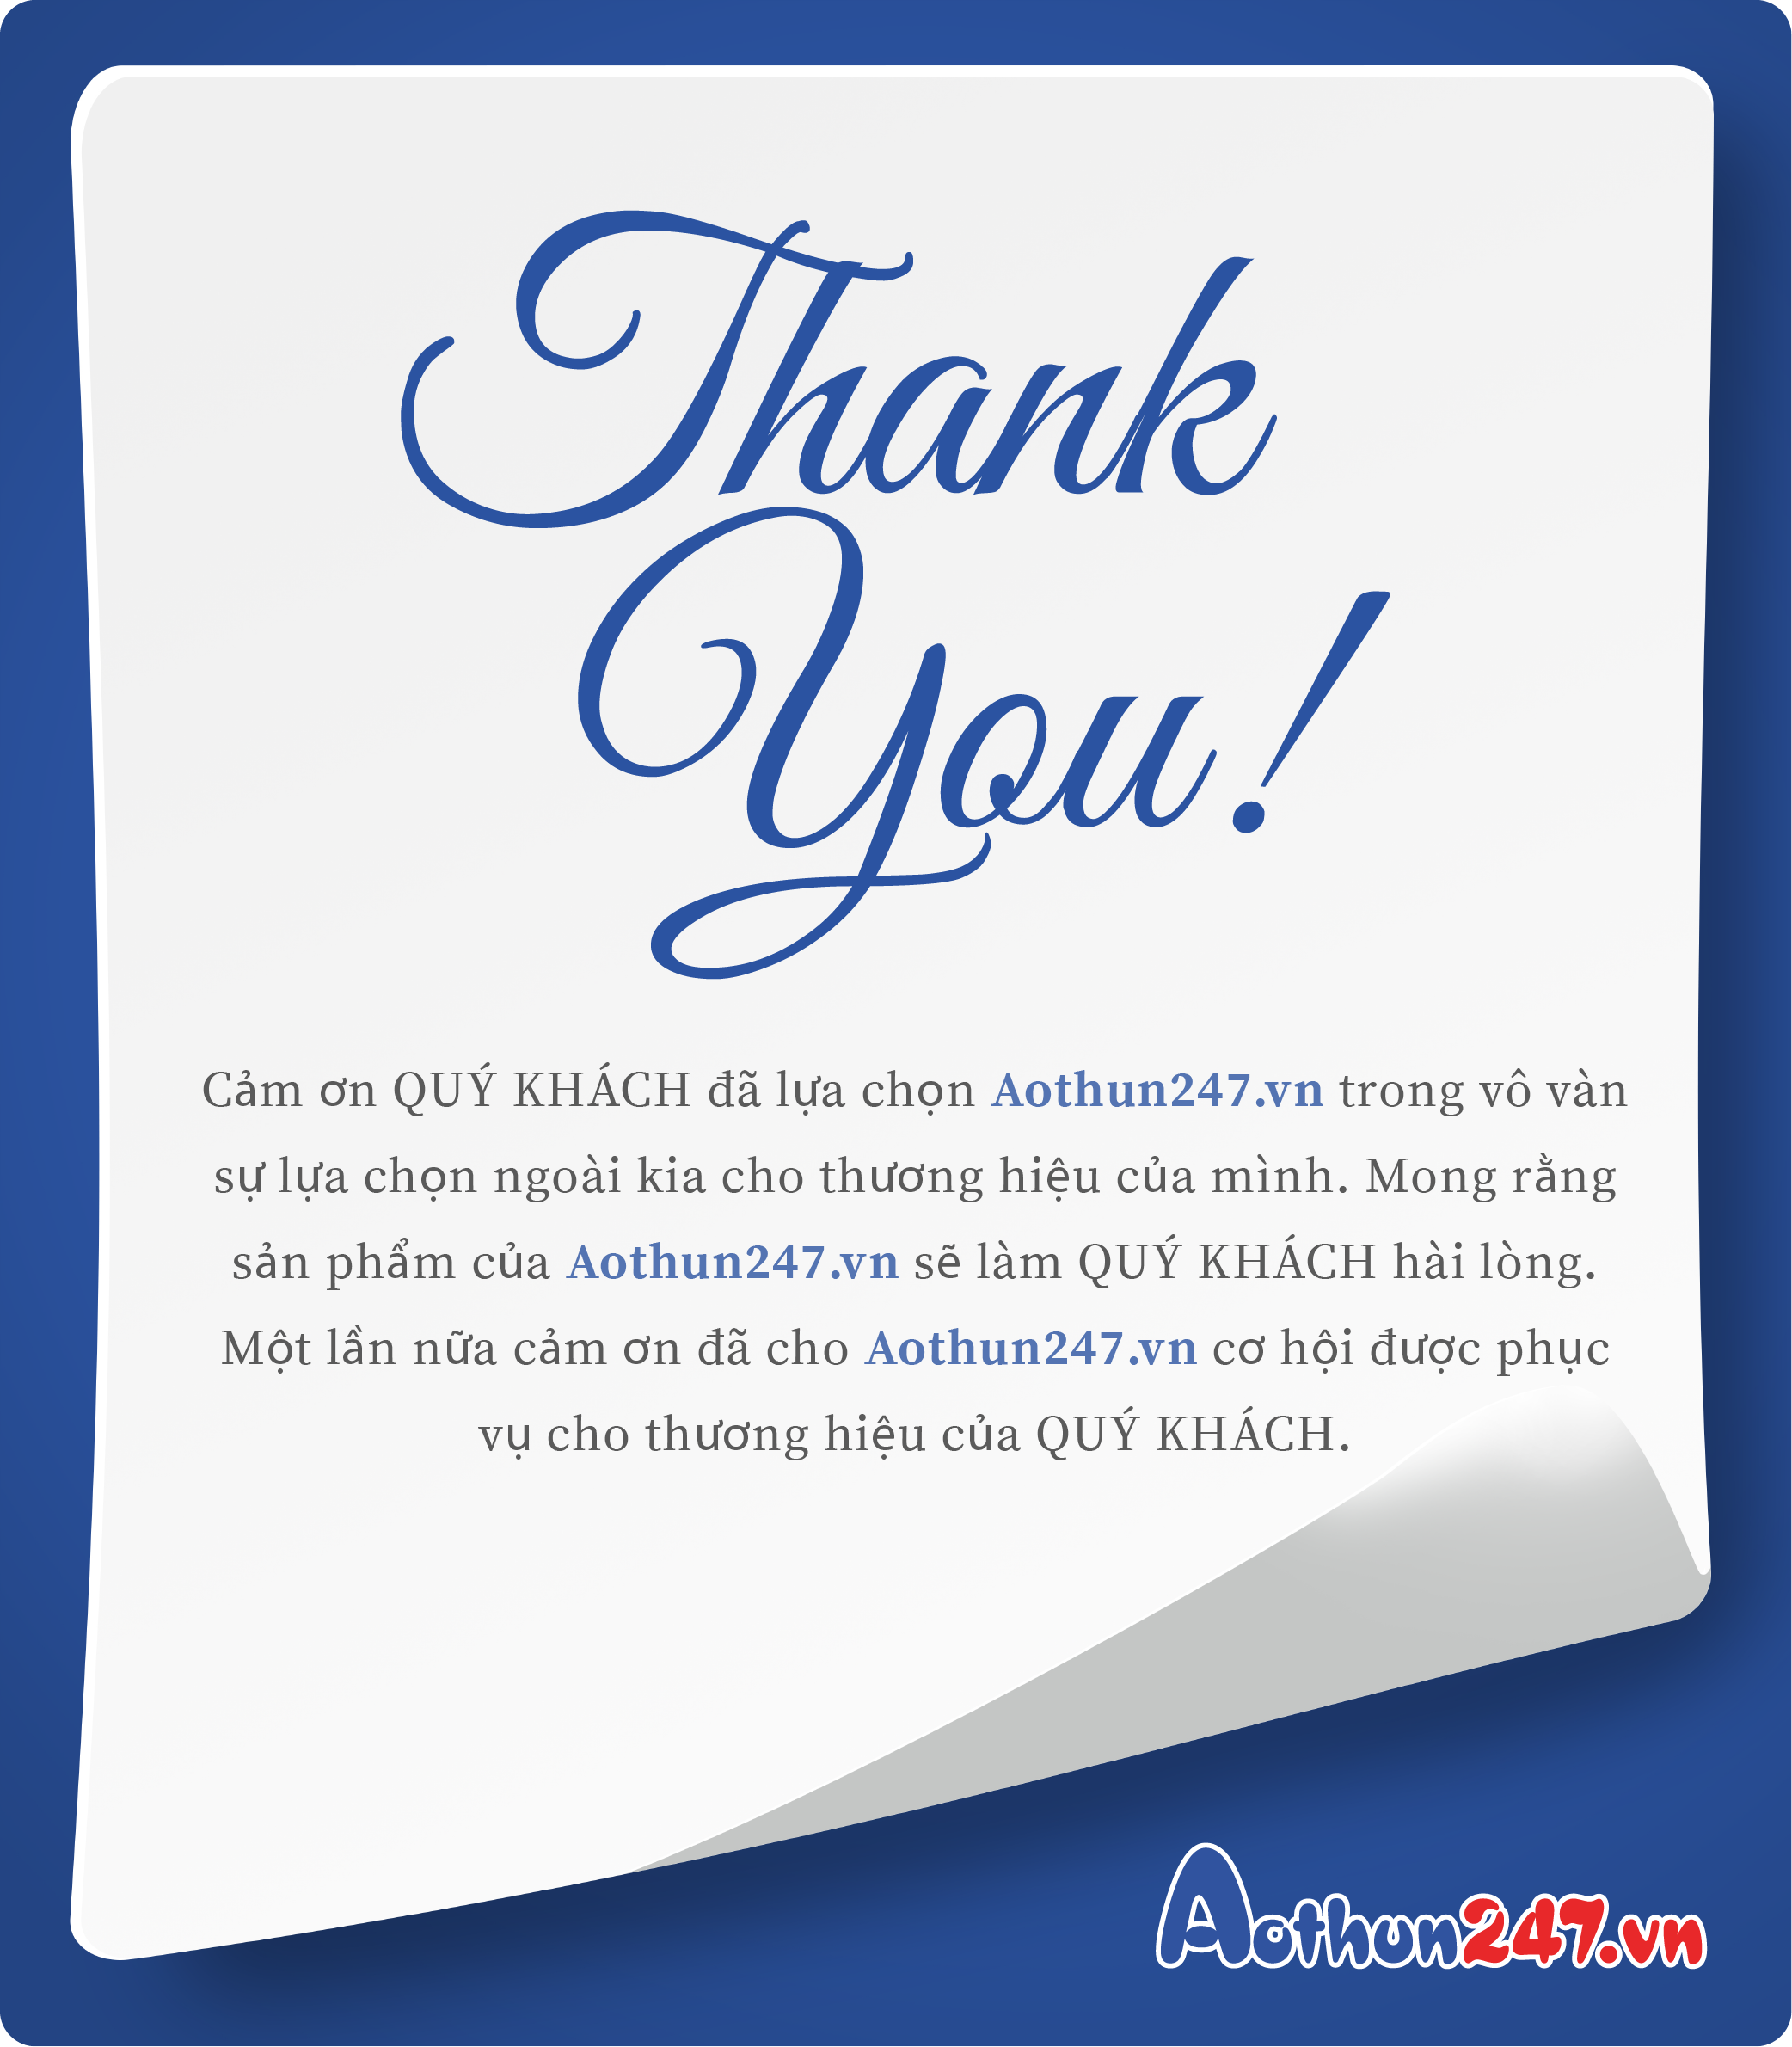 Thank
You!
Cảm ơn QUÝ KHÁCH đã lựa chọn Aothun247.vn trong vô vàn
sự lựa chọn ngoài kia cho thương hiệu của mình. Mong rằng
sản phẩm của Aothun247.vn sẽ làm QUÝ KHÁCH hài lòng.
Một lần nữa cảm ơn đã cho Aothun247.vn cơ hội được phục
vụ cho thương hiệu của QUÝ KHÁCH.
Aothun247.vn